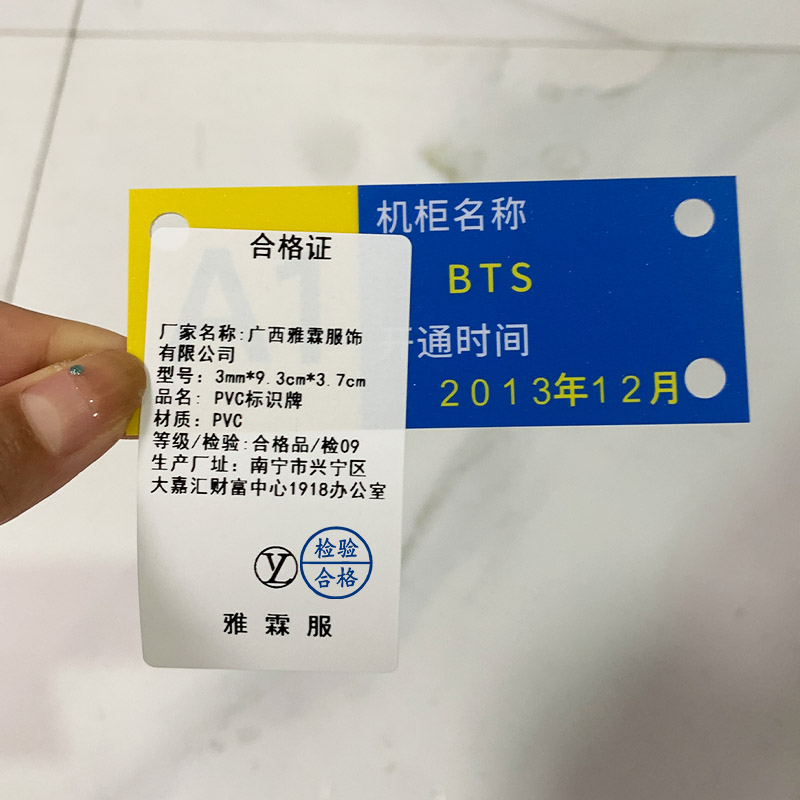 机柜名称
A1
BTS
开通时间
2013年12月
合格证
厂家名称:广西雅霖服饰
有限公司
型号：3mm*9.3cm*3.7cm
品名：PVC标识牌
材质：PVC
等级/检验:合格品/检09
生产厂址：南宁市兴宁区
大嘉汇财富中心1918办公室
检验
合格
雅霖服